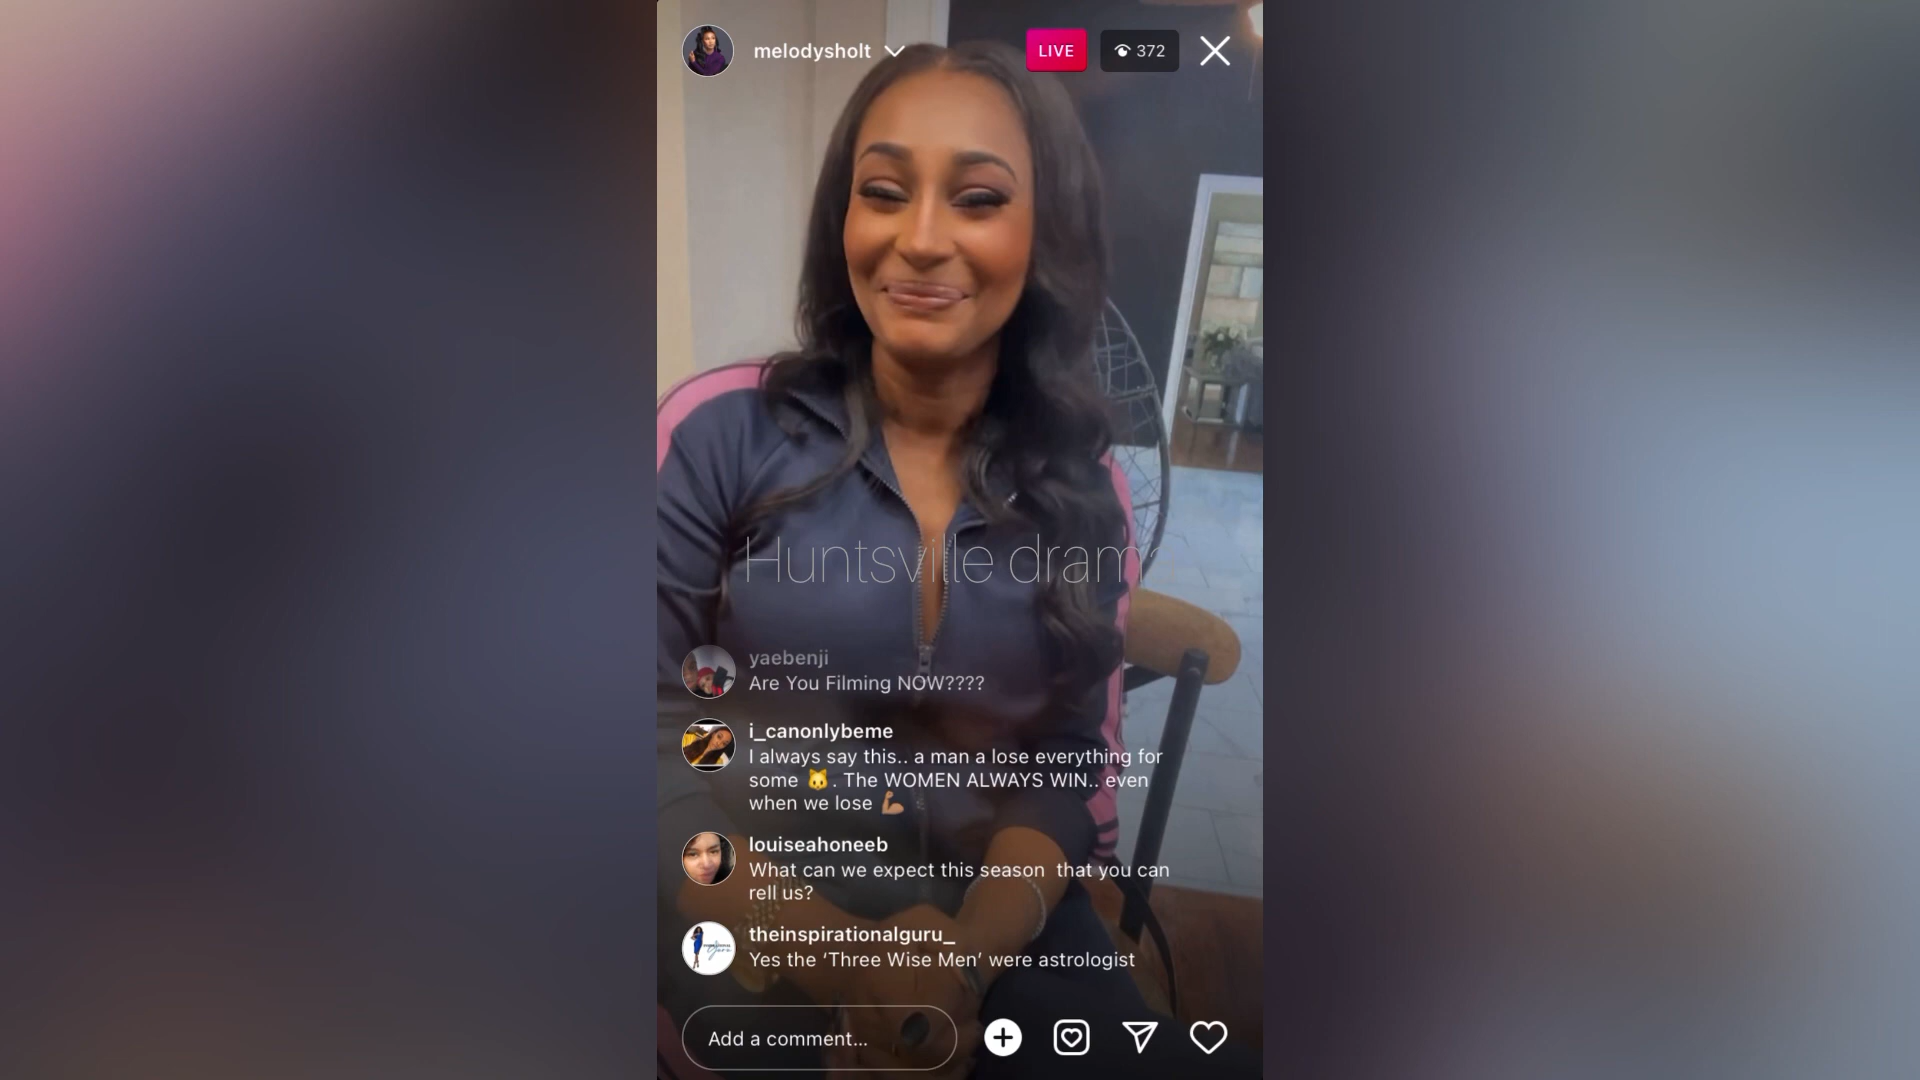 melodysholt
LIVE
372
Huntsville drama
yaebenji
Are You Filming NOW????
i_canonlybeme
I always say this.. a man a lose everything for
some 🐱. The WOMEN ALWAYS WIN.. even
when we lose 💪🏽
louiseahoneeb
What can we expect this season  that you can
rell us?
theinspirationalguru_
Yes the ‘Three Wise Men’ were astrologist
Add a comment...